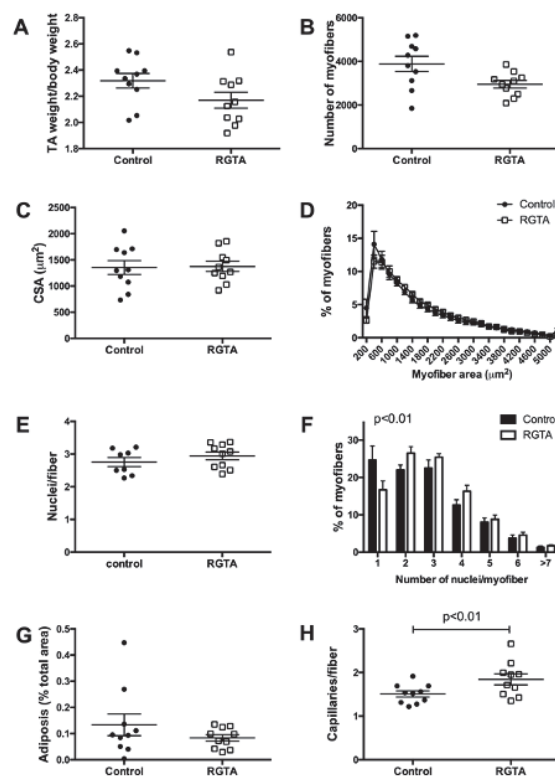 A
TA weight/body weight
2.8
2.6
2.4
2.2
2.0
1.8
Control RGTA
B
Number of myofibers
6000
4000
2000
0
Control RGTA
C
CSA (μm²)
2500
2000
1500
1000
500
0
Control RGTA
D
Control
RGTA
% of myofibers
20
15
10
5
0
200 600 1000 1400 1800 2200 2600 3000 3400 3800 4200 4600 5000
Myofiber area (μm²)
E
Nuclei/fiber
4
3
2
1
0
control RGTA
F
p<0.01
Control
RGTA
% of myofibers
30
20
10
0
1 2 3 4 5 6 >7
Number of nuclei/myofiber
G
Adiposis (% total area)
0.5
0.4
0.3
0.2
0.1
0.0
Control RGTA
H
p<0.01
Capillaries/fiber
3
2
1
0
Control RGTA